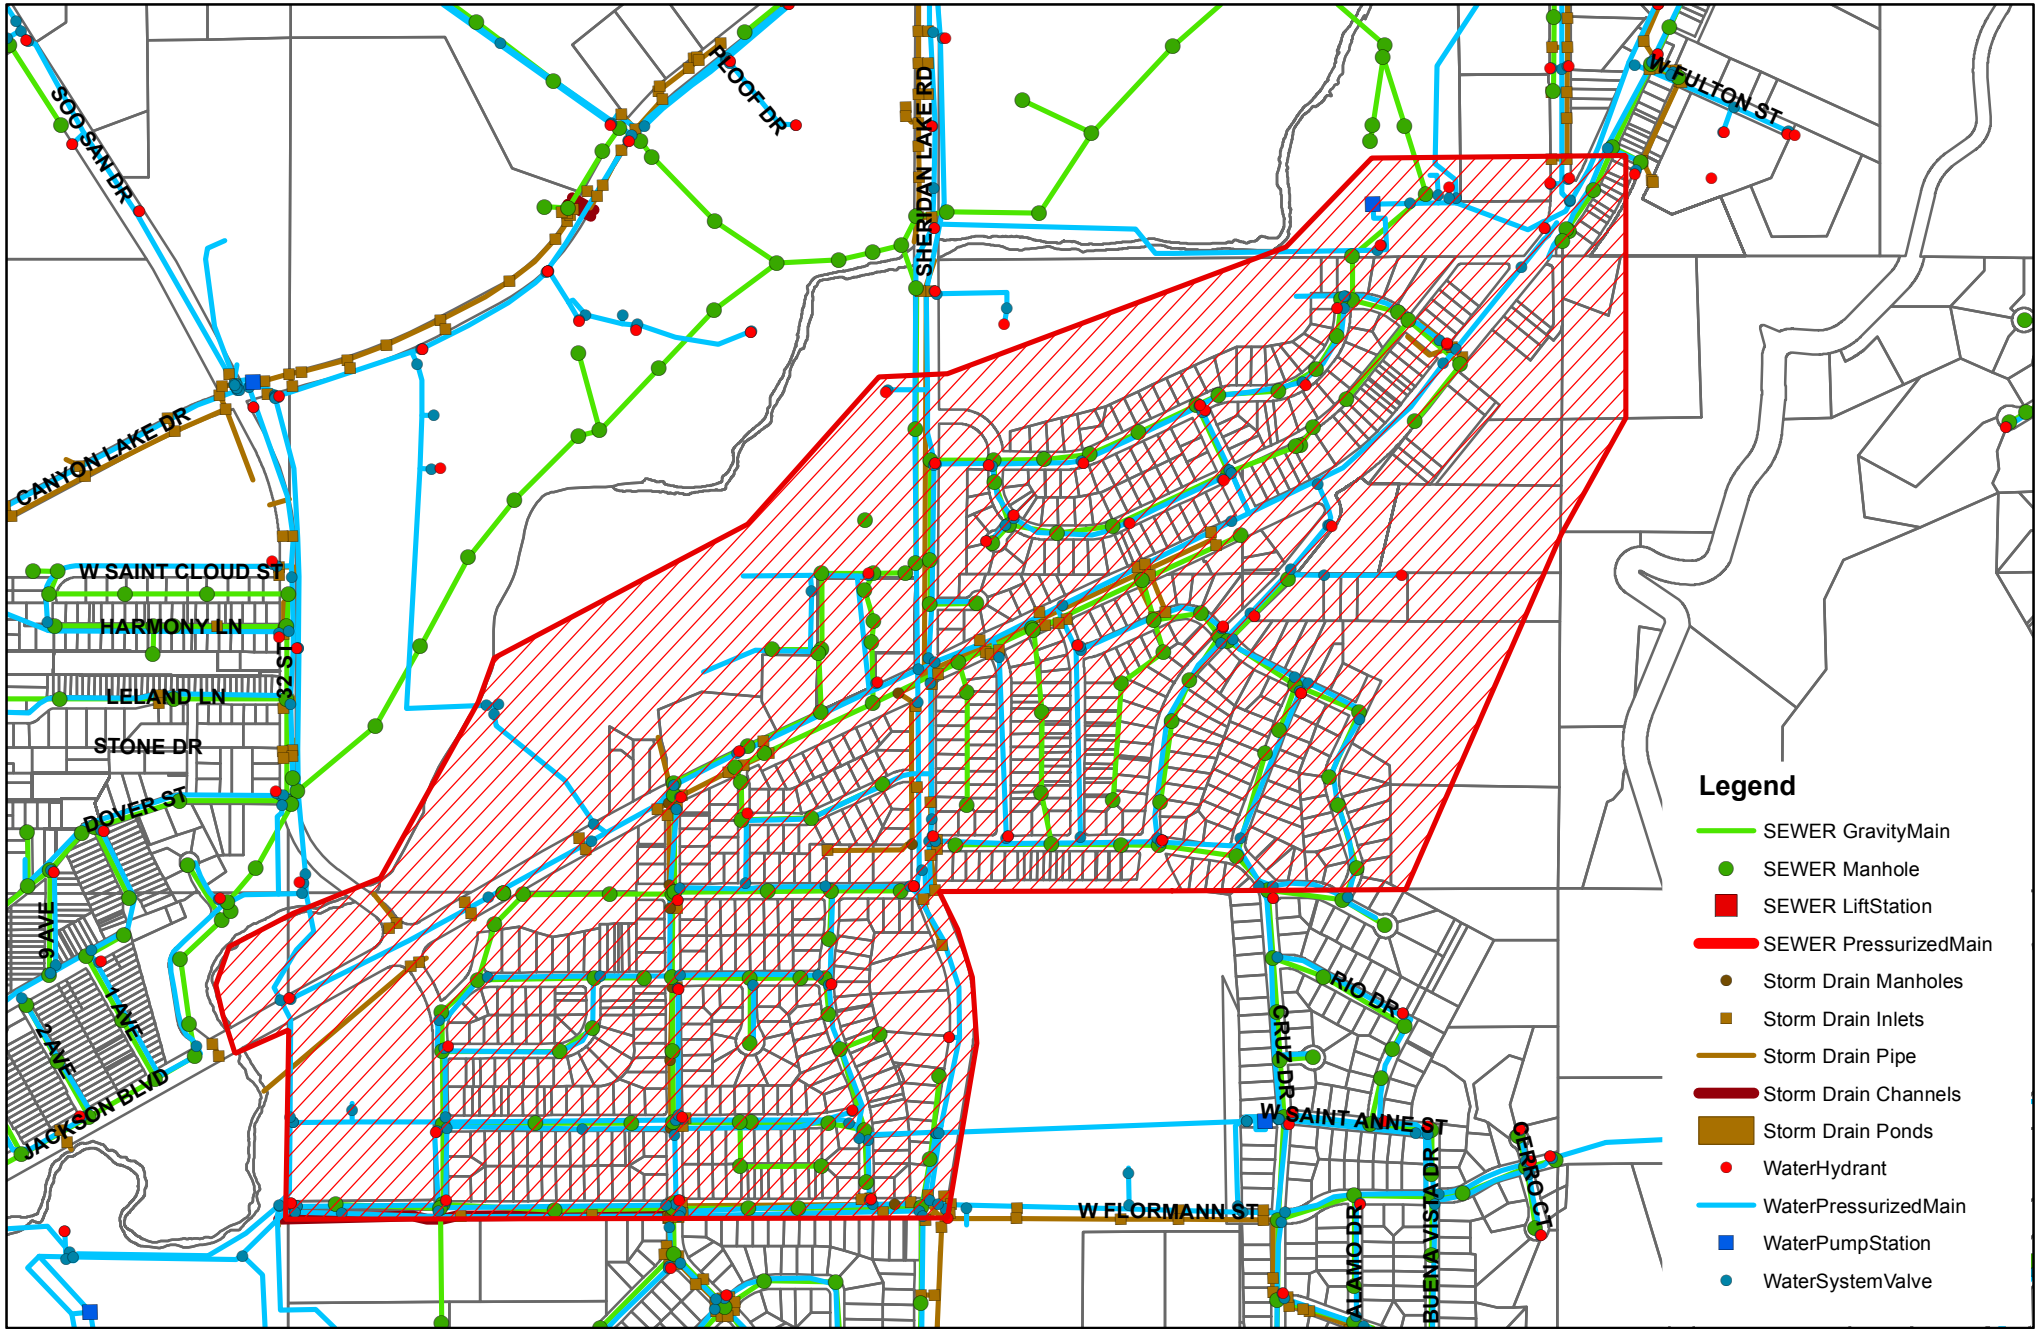 PLOOF DR
SHERIDAN LAKE RD
W FULTON ST
SOO SAN DR
CANYON LAKE DR
W SAINT CLOUD ST
HARMONY LN
32 ST
LELAND LN
STONE DR
DOVER ST
9 AVE
1 AVE
2 AVE
JACKSON BLVD
RIO DR
CRUZ DR
W SAINT ANNE ST
CERRO CT
W FLORMANN ST
ALAMO DR
BUENA VISTA DR
Legend
SEWER GravityMain
SEWER Manhole
SEWER LiftStation
SEWER PressurizedMain
Storm Drain Manholes
Storm Drain Inlets
Storm Drain Pipe
Storm Drain Channels
Storm Drain Ponds
WaterHydrant
WaterPressurizedMain
WaterPumpStation
WaterSystemValve